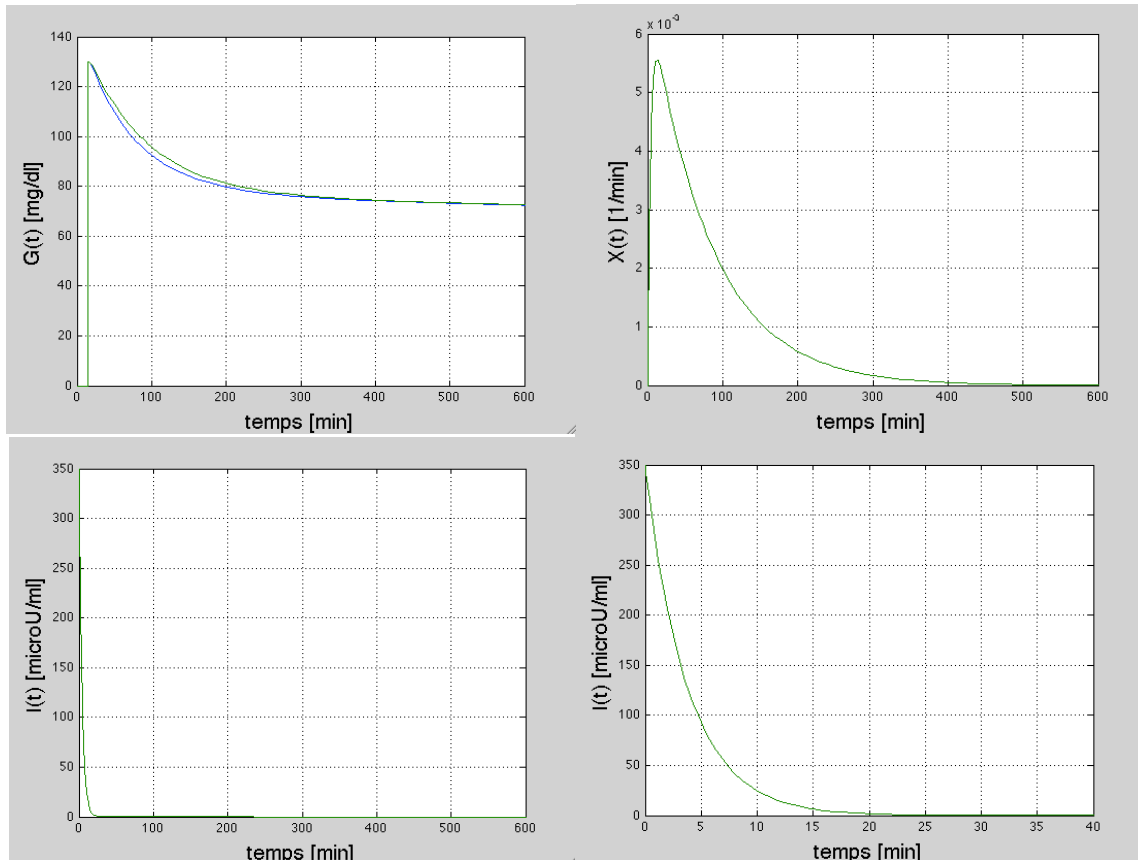 140
120
100
80
60
40
20
0
G(t) [mg/dl]
0 100 200 300 400 500 600
temps [min]
6 x 10⁻³
5
4
3
2
1
0
X(t) [1/min]
0 100 200 300 400 500 600
temps [min]
350
300
250
200
150
100
50
0
I(t) [microU/ml]
0 100 200 300 400 500 600
temps [min]
350
300
250
200
150
100
50
0
I(t) [microU/ml]
0 5 10 15 20 25 30 35 40
temps [min]